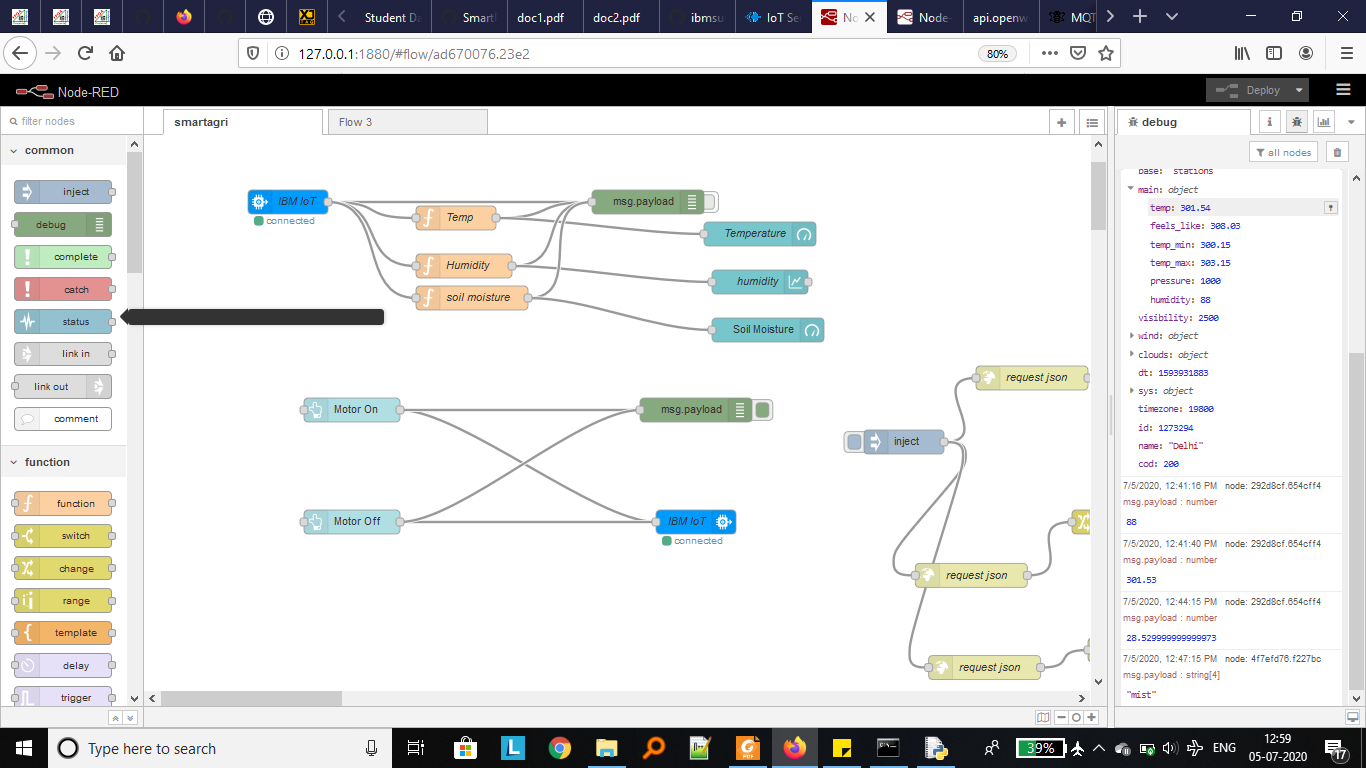 Student Da
Smart
doc1.pdf
doc2.pdf
ibmsu
IoT Se
No
Node-
api.openw
MQT
127.0.0.1:1880/#flow/ad670076.23e2
80%
Node-RED
Deploy
filter nodes
smartagri
Flow 3
debug
i
all nodes
common
inject
debug
complete
catch
status
link in
link out
comment
function
function
switch
change
range
template
delay
trigger
IBM IoT
connected
Temp
Humidity
soil moisture
msg.payload
Temperature
humidity
Soil Moisture
Motor On
msg.payload
Motor Off
IBM IoT
connected
inject
request json
request json
request json
base: "stations"
main: object
temp: 301.54
feels_like: 308.03
temp_min: 300.15
temp_max: 303.15
pressure: 1000
humidity: 88
visibility: 2500
wind: object
clouds: object
dt: 1593931883
sys: object
timezone: 19800
id: 1273294
name: "Delhi"
cod: 200
7/5/2020, 12:41:16 PM node: 292d8cf.654cff4
msg.payload : number
88
7/5/2020, 12:41:40 PM node: 292d8cf.654cff4
msg.payload : number
301.53
7/5/2020, 12:44:15 PM node: 292d8cf.654cff4
msg.payload : number
28.529999999999973
7/5/2020, 12:47:15 PM node: 4f7efd76.f227bc
msg.payload : string[4]
"mist"
Type here to search
L
39%
ENG
12:59
05-07-2020
17